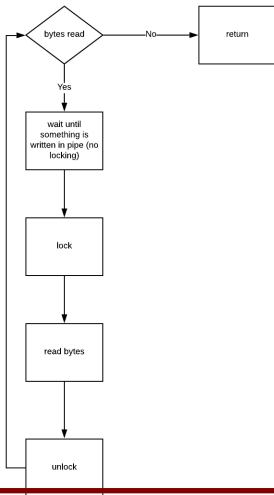 bytes read
No
return
Yes
wait until
something is
written in pipe (no
locking)
lock
read bytes
unlock